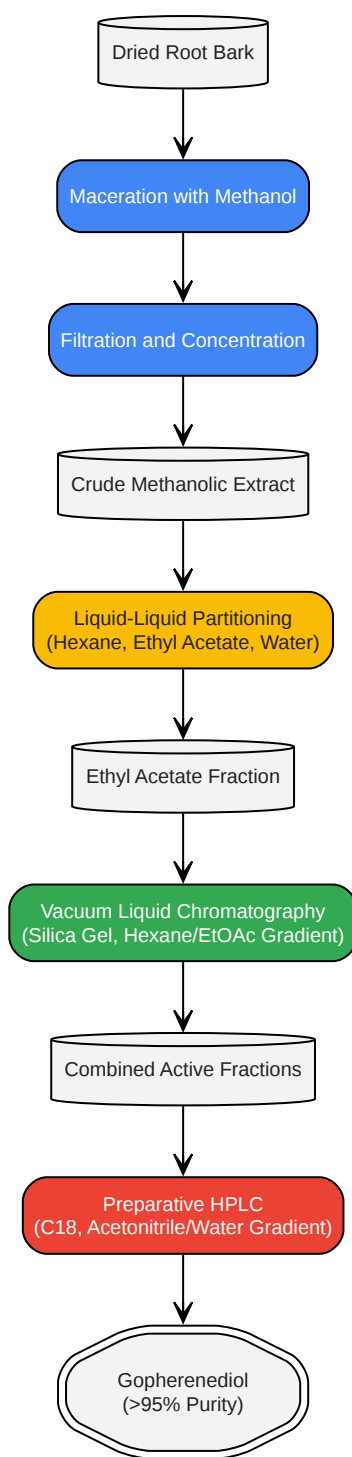 Dried Root Bark
Maceration with Methanol
Filtration and Concentration
Crude Methanolic Extract
Liquid-Liquid Partitioning
(Hexane, Ethyl Acetate, Water)
Ethyl Acetate Fraction
Vacuum Liquid Chromatography
(Silica Gel, Hexane/EtOAc Gradient)
Combined Active Fractions
Preparative HPLC
(C18, Acetonitrile/Water Gradient)
Gopherenediol
(>95% Purity)